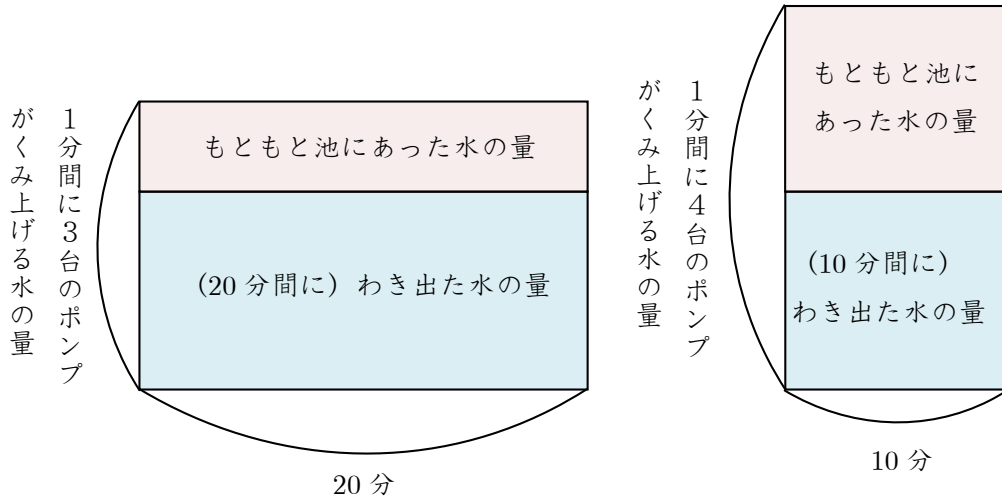 1分間に3台のポンプ
がくみ上げる水の量
もともと池にあった水の量
(20分間に)わき出た水の量
20分
1分間に4台のポンプ
がくみ上げる水の量
もともと池に
あった水の量
(10分間に)
わき出た水の量
10分